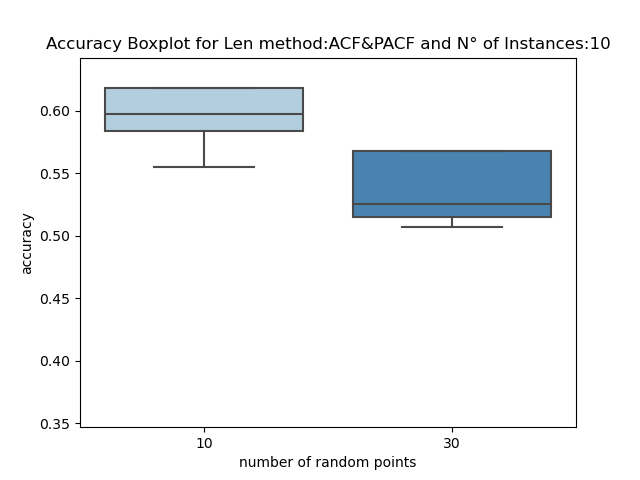 Accuracy Boxplot for Len method:ACF&PACF and N° of Instances:10
0.60
0.55
0.50
0.45
0.40
0.35
accuracy
10 30
number of random points